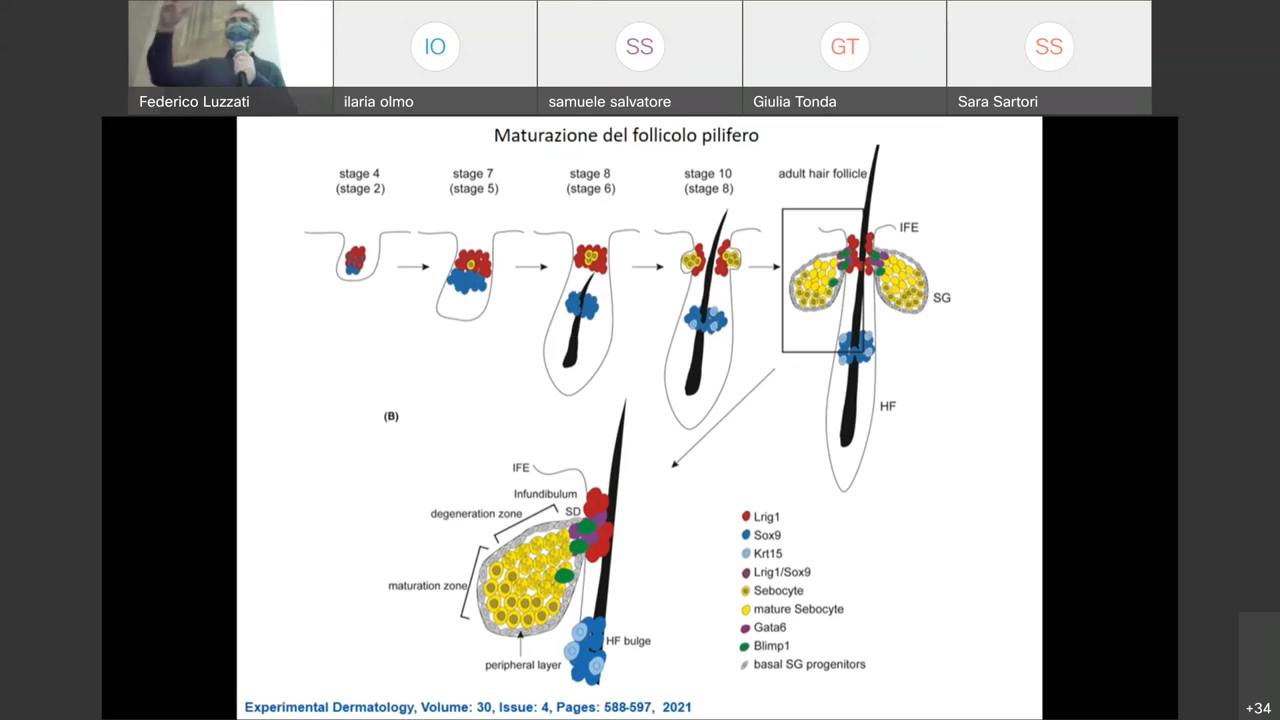 IO
SS
GT
SS
Federico Luzzati
ilaria olmo
samuele salvatore
Giulia Tonda
Sara Sartori
Maturazione del follicolo pilifero
stage 4
(stage 2)
stage 7
(stage 5)
stage 8
(stage 6)
stage 10
(stage 8)
adult hair follicle
IFE
SG
HF
(B)
IFE
Infundibulum
degeneration zone
SD
maturation zone
HF bulge
peripheral layer
Lrig1
Sox9
Krt15
Lrig1/Sox9
Sebocyte
mature Sebocyte
Gata6
Blimp1
basal SG progenitors
Experimental Dermatology, Volume: 30, Issue: 4, Pages: 588-597, 2021
+34